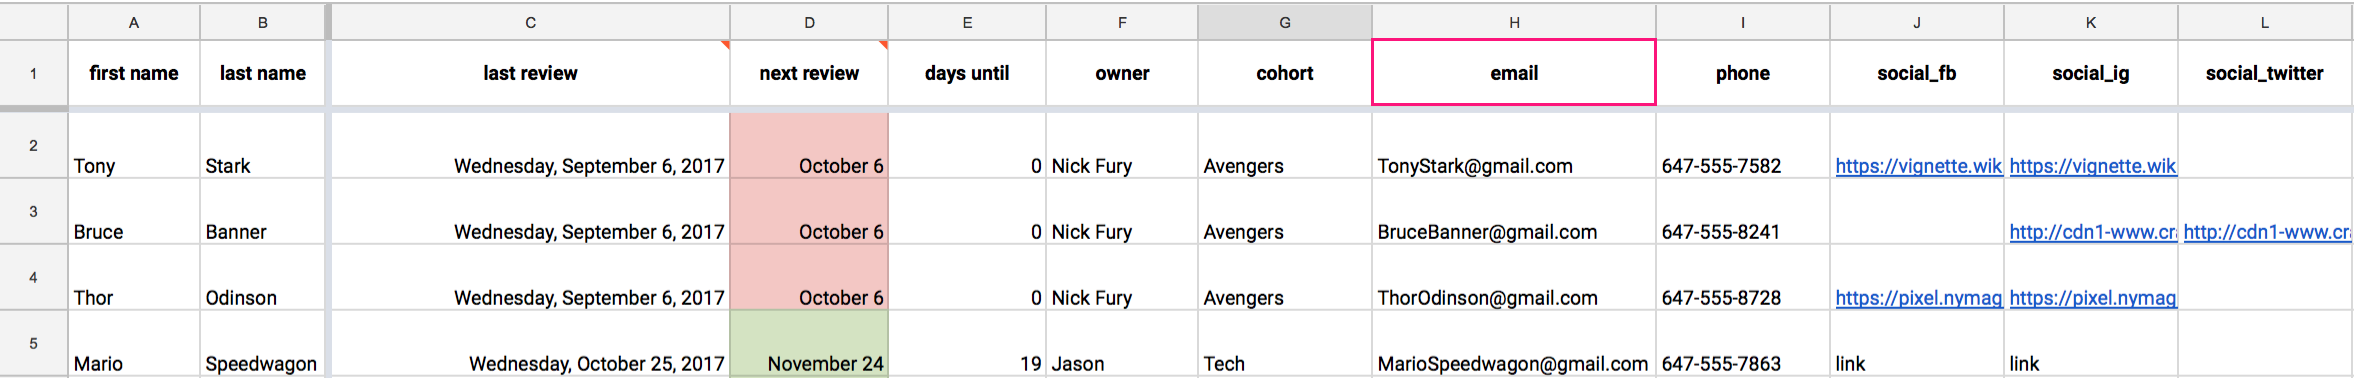 A B C D E F G H I J K L
1 first name last name last review next review days until owner cohort email phone social_fb social_ig social_twitter
2 Tony Stark Wednesday, September 6, 2017 October 6 0 Nick Fury Avengers TonyStark@gmail.com 647-555-7582 https://vignette.wik https://vignette.wik
3 Bruce Banner Wednesday, September 6, 2017 October 6 0 Nick Fury Avengers BruceBanner@gmail.com 647-555-8241 http://cdn1-www.cr http://cdn1-www.cr
4 Thor Odinson Wednesday, September 6, 2017 October 6 0 Nick Fury Avengers ThorOdinson@gmail.com 647-555-8728 https://pixel.nymag https://pixel.nymag
5 Mario Speedwagon Wednesday, October 25, 2017 November 24 19 Jason Tech MarioSpeedwagon@gmail.com 647-555-7863 link link